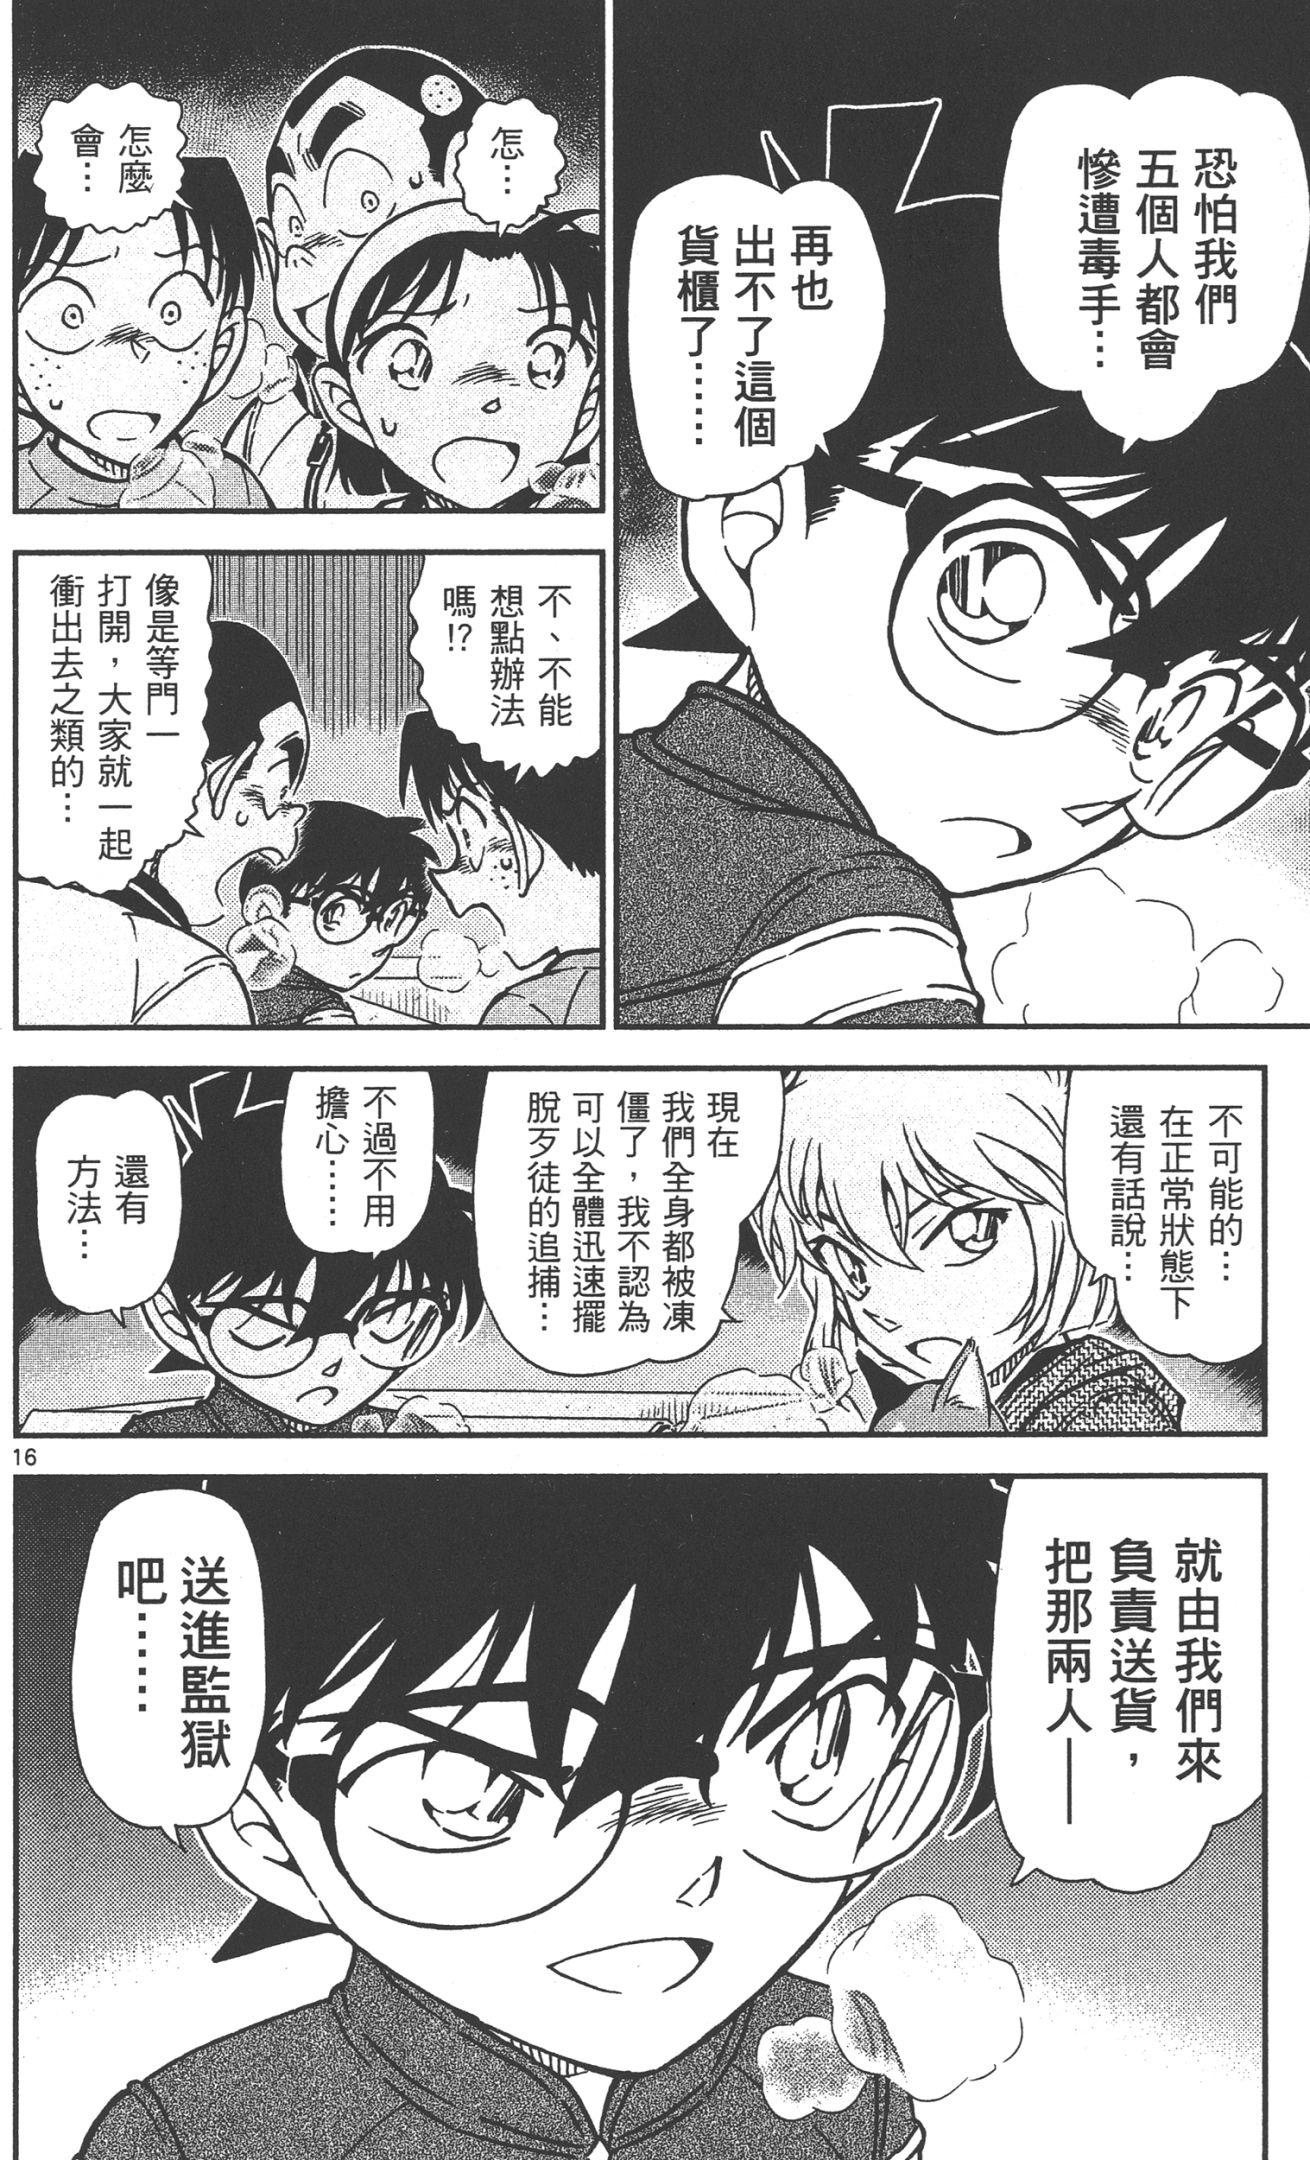 恐怕我們
五個人都會
慘遭毒手…
再也
出不了這個
貨櫃了……
怎…
怎麼
會…
不、不能
想點辦法
嗎!?
像是等門一
打開，大家就一起
衝出去之類的…
不可能的…
在正常狀態下
還有話說…
現在
我們全身都被凍
僵了，我不認為
可以全體迅速擺
脫歹徒的追捕…
不過不用
擔心……
還有
方法…
16
就由我們來
負責送貨，
把那兩人——
送進監獄
吧……